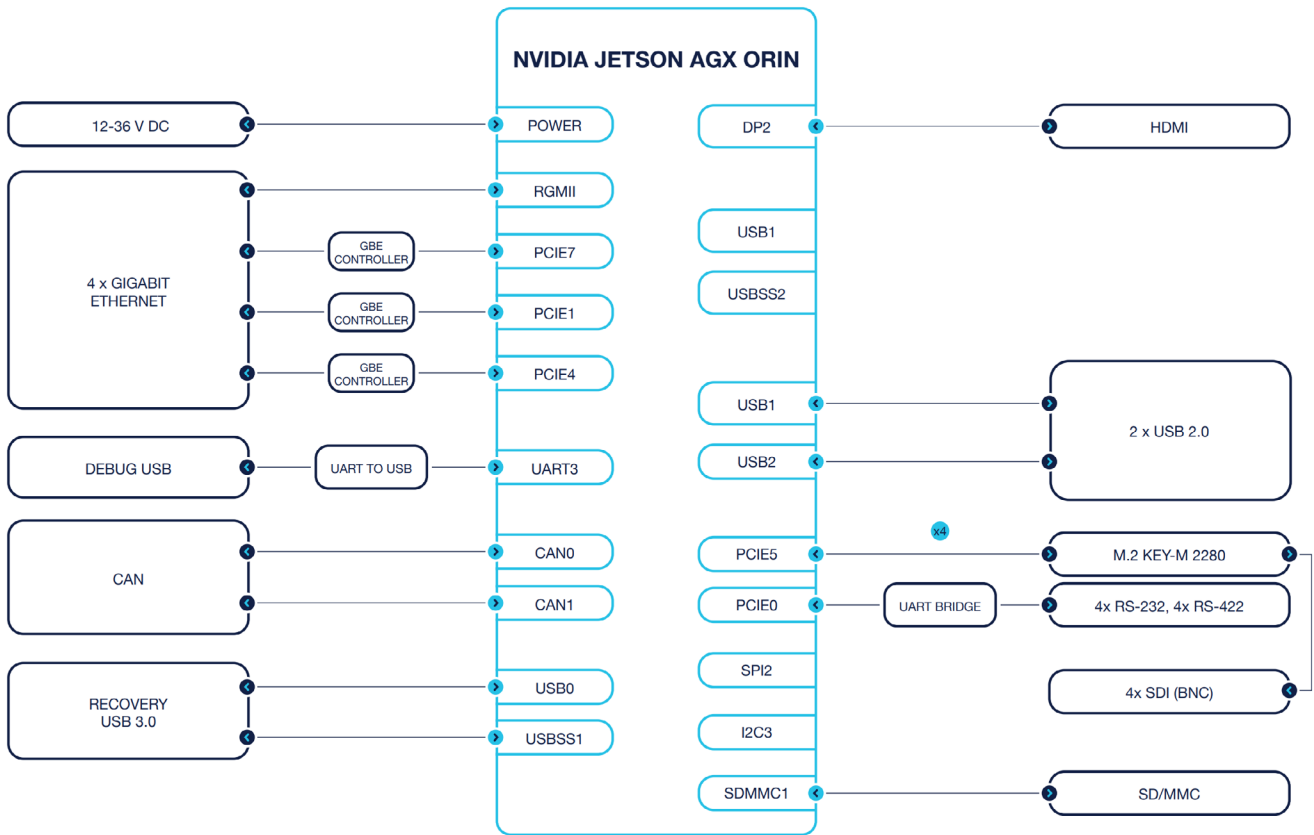 NVIDIA JETSON AGX ORIN
12-36 V DC
POWER
DP2
HDMI
RGMII
4 x GIGABIT
ETHERNET
GBE
CONTROLLER
PCIE7
GBE
CONTROLLER
PCIE1
GBE
CONTROLLER
PCIE4
USB1
USBSS2
USB1
USB2
2 x USB 2.0
DEBUG USB
UART TO USB
UART3
CAN
CAN0
CAN1
x4
PCIE5
M.2 KEY-M 2280
PCIE0
UART BRIDGE
4x RS-232, 4x RS-422
RECOVERY
USB 3.0
USB0
USBSS1
SPI2
4x SDI (BNC)
I2C3
SDMMC1
SD/MMC